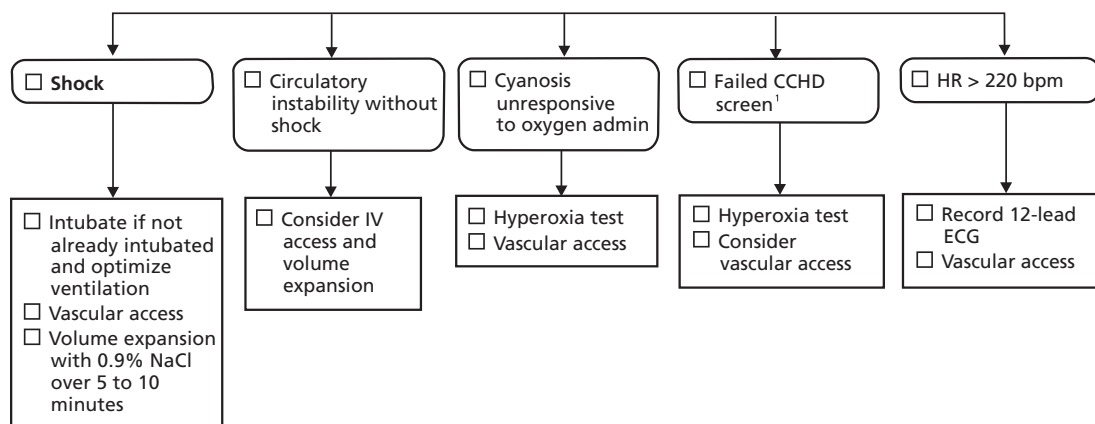 ☐ Shock
☐ Circulatory
instability without
shock
☐ Cyanosis
unresponsive
to oxygen admin
☐ Failed CCHD
screen¹
☐ HR > 220 bpm
☐ Intubate if not
already intubated
and optimize
ventilation
☐ Vascular access
☐ Volume expansion
with 0.9% NaCl
over 5 to 10
minutes
☐ Consider IV
access and
volume
expansion
☐ Hyperoxia test
☐ Vascular access
☐ Hyperoxia test
☐ Consider
vascular access
☐ Record 12-lead
ECG
☐ Vascular access